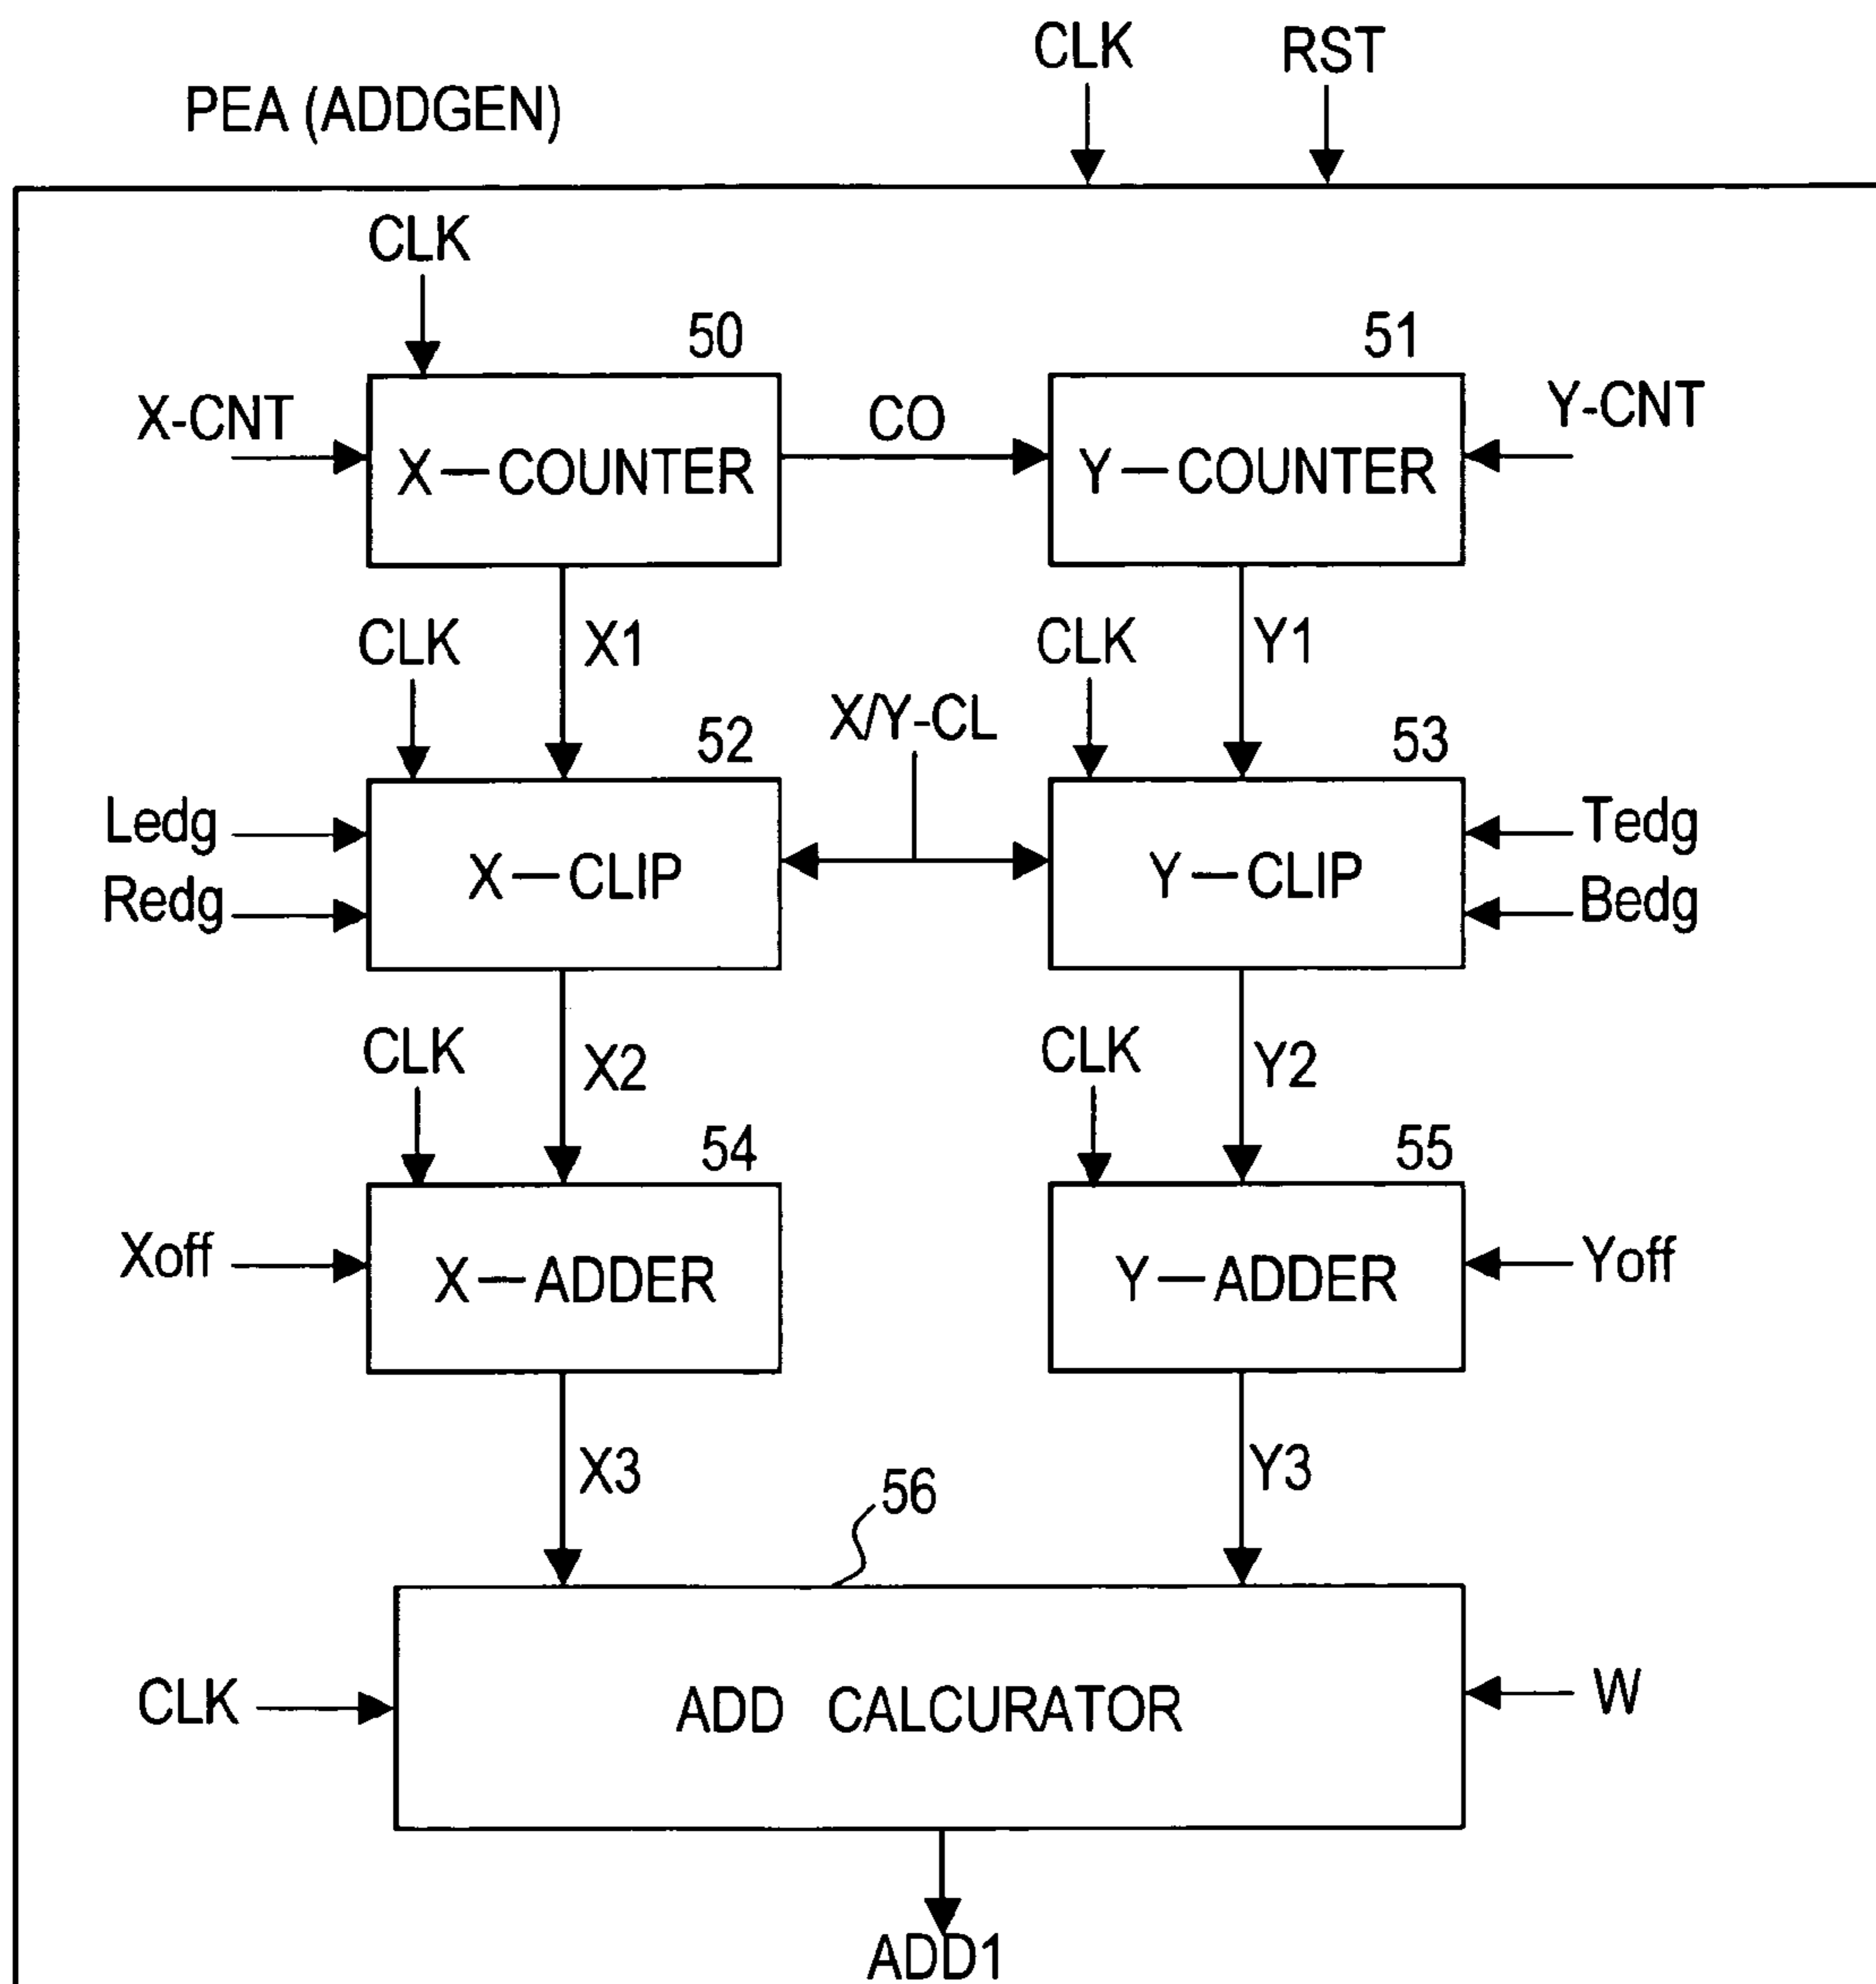 CLK RST
PEA (ADDGEN)
CLK
50 51
X-CNT CO Y-CNT
X—COUNTER Y—COUNTER
CLK X1 CLK Y1
52 X/Y-CL 53
Ledg Tedg
X—CLIP Y—CLIP
Redg Bedg
CLK X2 CLK Y2
54 55
Xoff X—ADDER Y—ADDER Yoff
X3 56 Y3
CLK ADD CALCURATOR W
ADD1